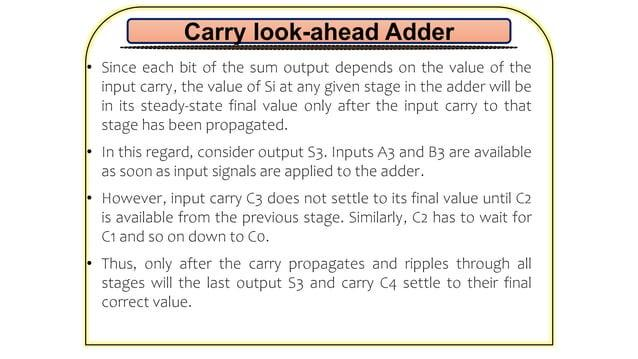 Carry look-ahead Adder
• Since each bit of the sum output depends on the value of the
input carry, the value of Si at any given stage in the adder will be
in its steady-state final value only after the input carry to that
stage has been propagated.
• In this regard, consider output S3. Inputs A3 and B3 are available
as soon as input signals are applied to the adder.
• However, input carry C3 does not settle to its final value until C2
is available from the previous stage. Similarly, C2 has to wait for
C1 and so on down to C0.
• Thus, only after the carry propagates and ripples through all
stages will the last output S3 and carry C4 settle to their final
correct value.